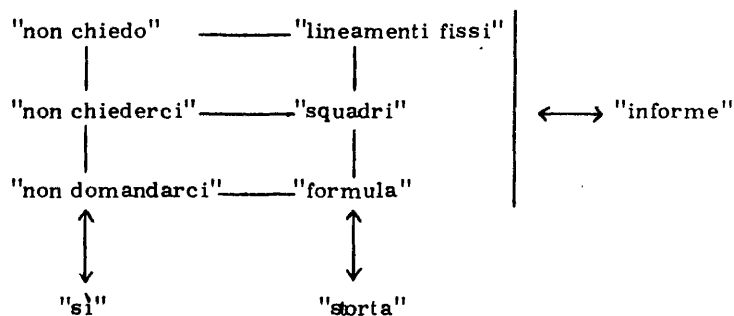 "non chiedo" "lineamenti fissi"
"non chiederci" "squadri" "informe"
"non domandarci" "formula"
"sì" "storta"